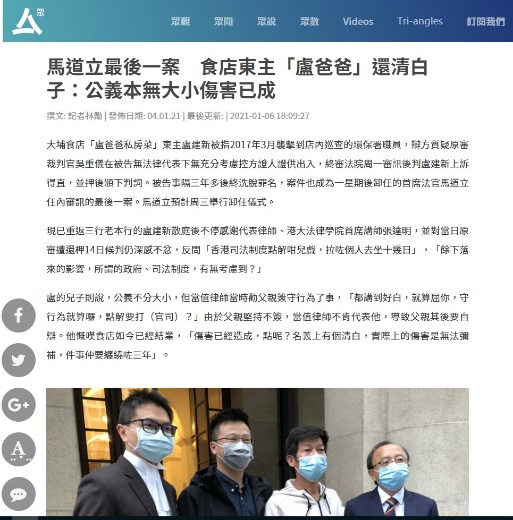 眾
眾觀 眾聞 眾說 眾數 Videos Tri-angles 訂閱我們
馬道立最後一案 食店東主「盧爸爸」還清白
子：公義本無大小傷害已成
撰文: 記者林勵 | 發佈日期: 04.01.21 | 最後更新: | 2021-01-06 18:09:27
大埔食店「盧爸爸私房菜」東主盧建新被指2017年3月襲擊到店內巡查的環保署職員，辯方質疑原審
裁判官吳重儀在被告無法律代表下無充分考慮控方證人證供出入，終審法院周一審訊後判盧建新上訴
得直，並押後頒下判詞。被告事隔三年多後終洗脫罪名，案件也成為一星期後卸任的首席法官馬道立
任內審訊的最後一案。馬道立預計周三舉行卸任儀式。
現已重返三行老本行的盧建新散庭後不停感謝代表律師、港大法律學院首席講師張達明，並對當日原
審遭還柙14日候判仍深感不忿，反問「香港司法制度點解咁兒戲，拉咗個人去坐十幾日」，「餘下落
來的影響，所謂的政府、司法制度，有無考慮到？」
盧的兒子則說，公義不分大小，但當值律師當時勸父親簽守行為了事，「都講到好白，就算屈你，守
行為就算囉，點解要打（官司）？」由於父親堅持不簽，當值律師不肯代表他，導致父親其後要自
辯。他慨嘆食店如今已經結業，「傷害已經造成，點呢？名義上有個清白，實際上的傷害是無法彌
補，件事仲要纏繞咗三年」。